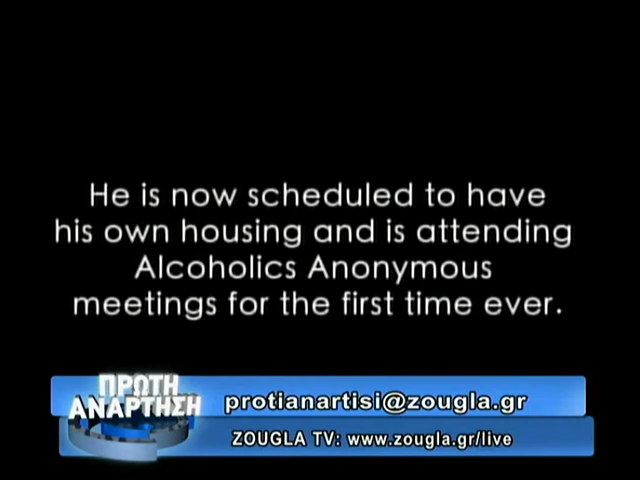 He is now scheduled to have
his own housing and is attending
Alcoholics Anonymous
meetings for the first time ever.
ΠΡΩΤΗ
ΑΝΑΡΤΗΣΗ
protianartisi@zougla.gr
ZOUGLA TV: www.zougla.gr/live